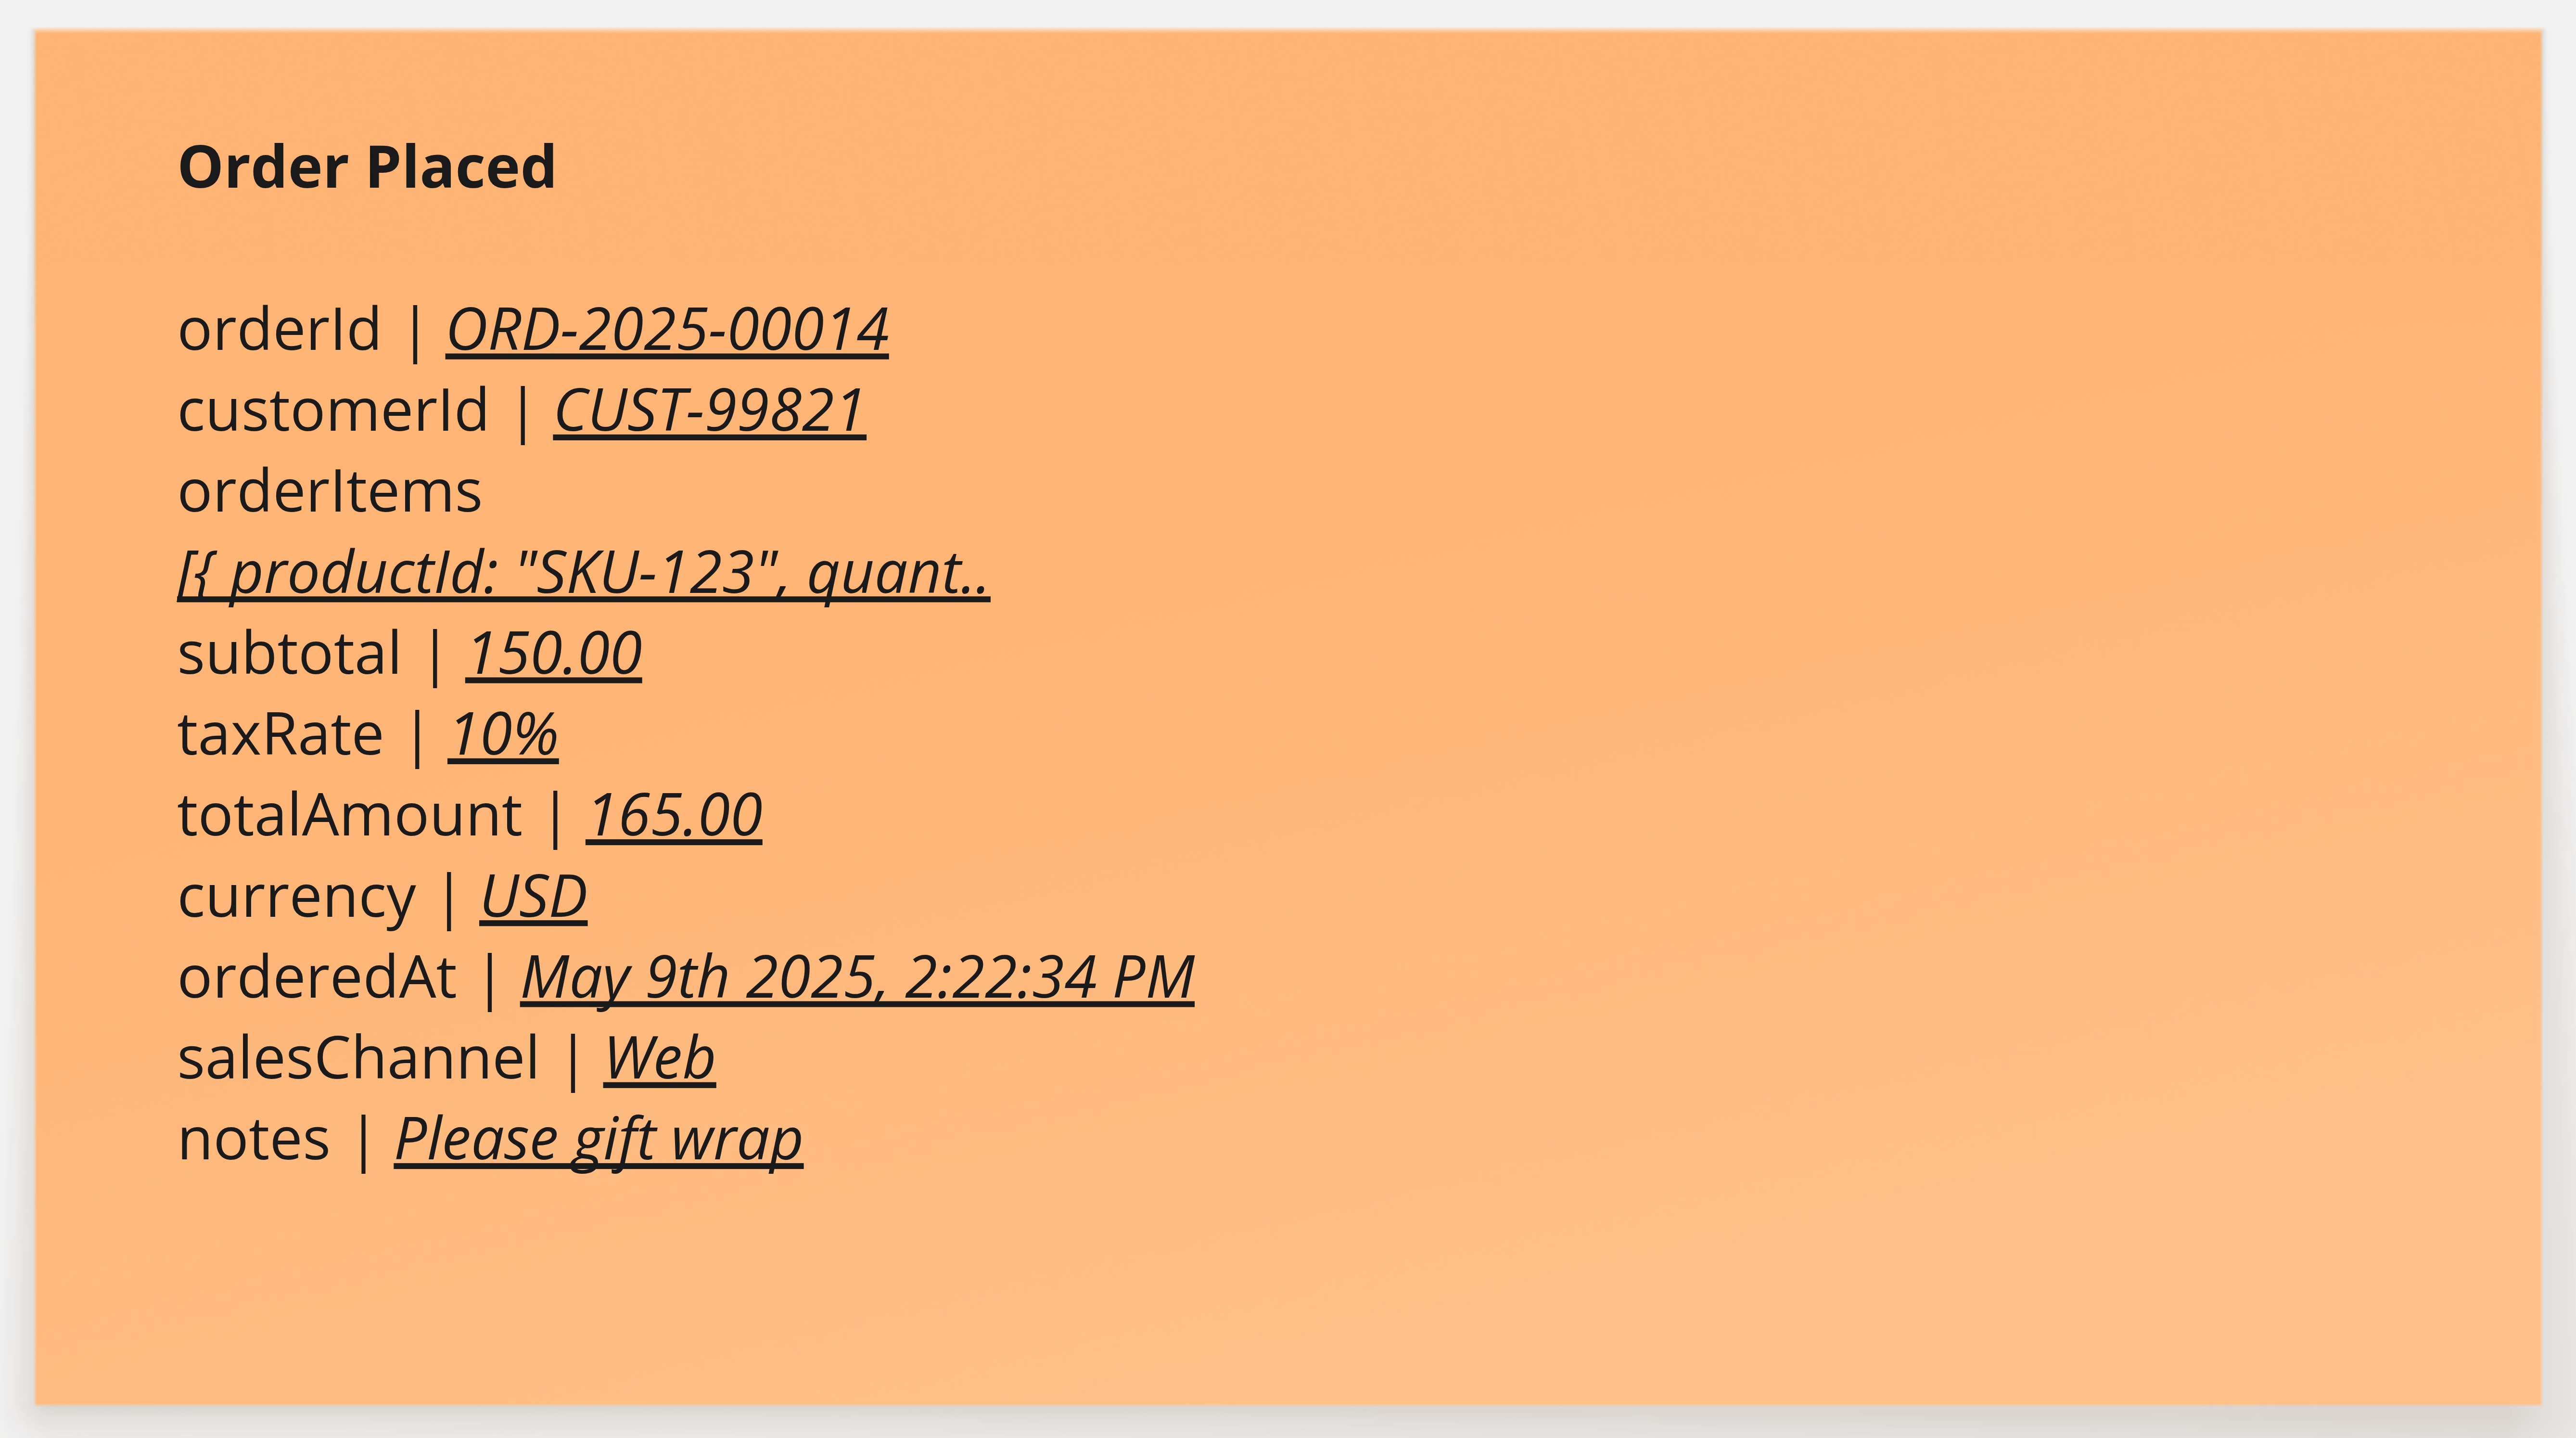 Order Placed
orderId | ORD-2025-00014
customerId | CUST-99821
orderItems
[{ productId: "SKU-123", quant..
subtotal | 150.00
taxRate | 10%
totalAmount | 165.00
currency | USD
orderedAt | May 9th 2025, 2:22:34 PM
salesChannel | Web
notes | Please gift wrap